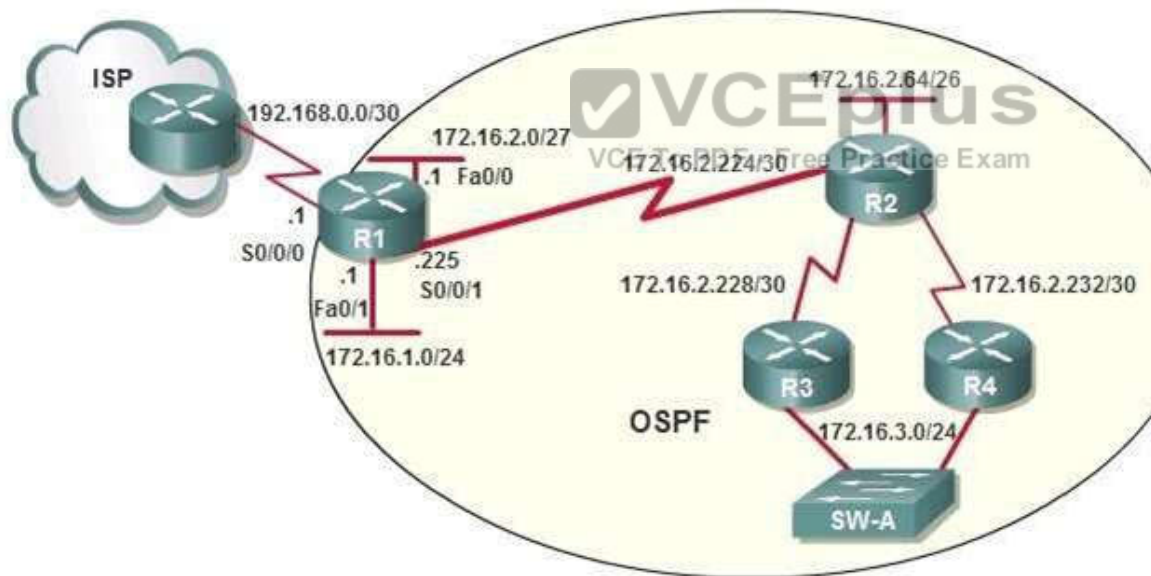 ISP
192.168.0.0/30
172.16.2.0/27
.1 Fa0/0
VCEplus
VCE To PDF - Free Practice Exam
172.16.2.64/26
172.16.2.224/30
R2
.1
S0/0/0
R1
.225
S0/0/1
.1
Fa0/1
172.16.1.0/24
172.16.2.228/30
172.16.2.232/30
R3
R4
OSPF
172.16.3.0/24
SW-A